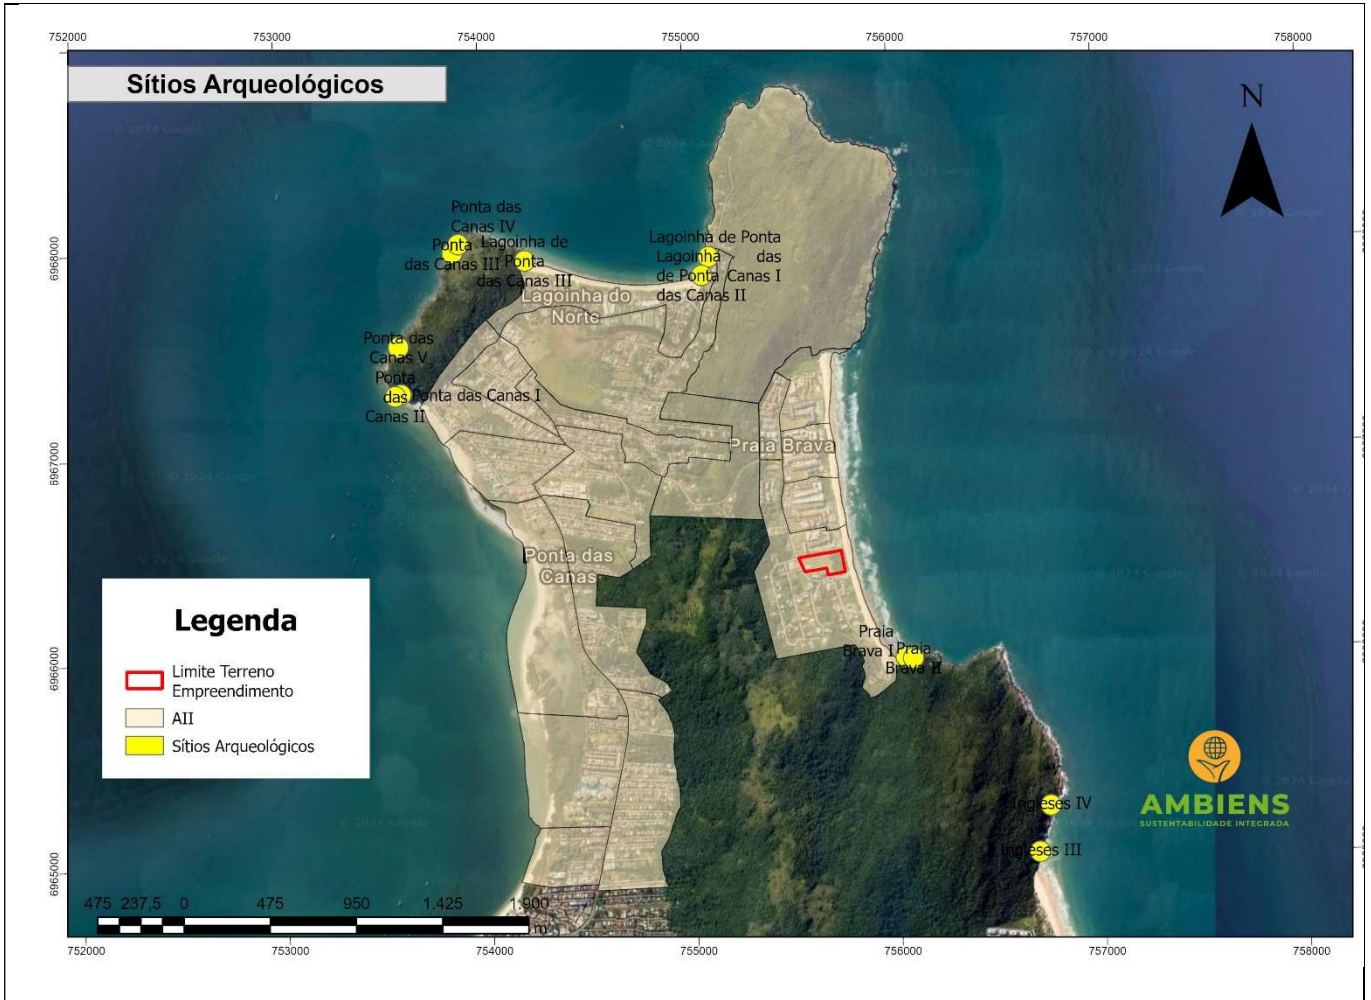 752000
753000
754000
755000
756000
757000
758000
Sítios Arqueológicos
N
© 2024 Google
Ponta das
Canas IV
Ponta
das Canas III
Lagoinha de
Ponta
das Canas III
Lagoinha de Ponta
das
Canas I
Lagoinha
de Ponta
das Canas II
Lagoinha do
Norte
Ponta das
Canas V
Ponta
das
Canas II
Ponta das Canas I
Praia Brava
Ponta das
Canas
Praia
Brava I
Praia
Brava II
Ingleses IV
Ingleses III
6968000
6967000
6966000
6965000
Legenda
Limite Terreno
Empreendimento
AII
Sítios Arqueológicos
AMBIENS
SUSTENTABILIDADE INTEGRADA
475 237,5 0 475 950 1.425 1.900
m
752000
753000
754000
755000
756000
757000
758000